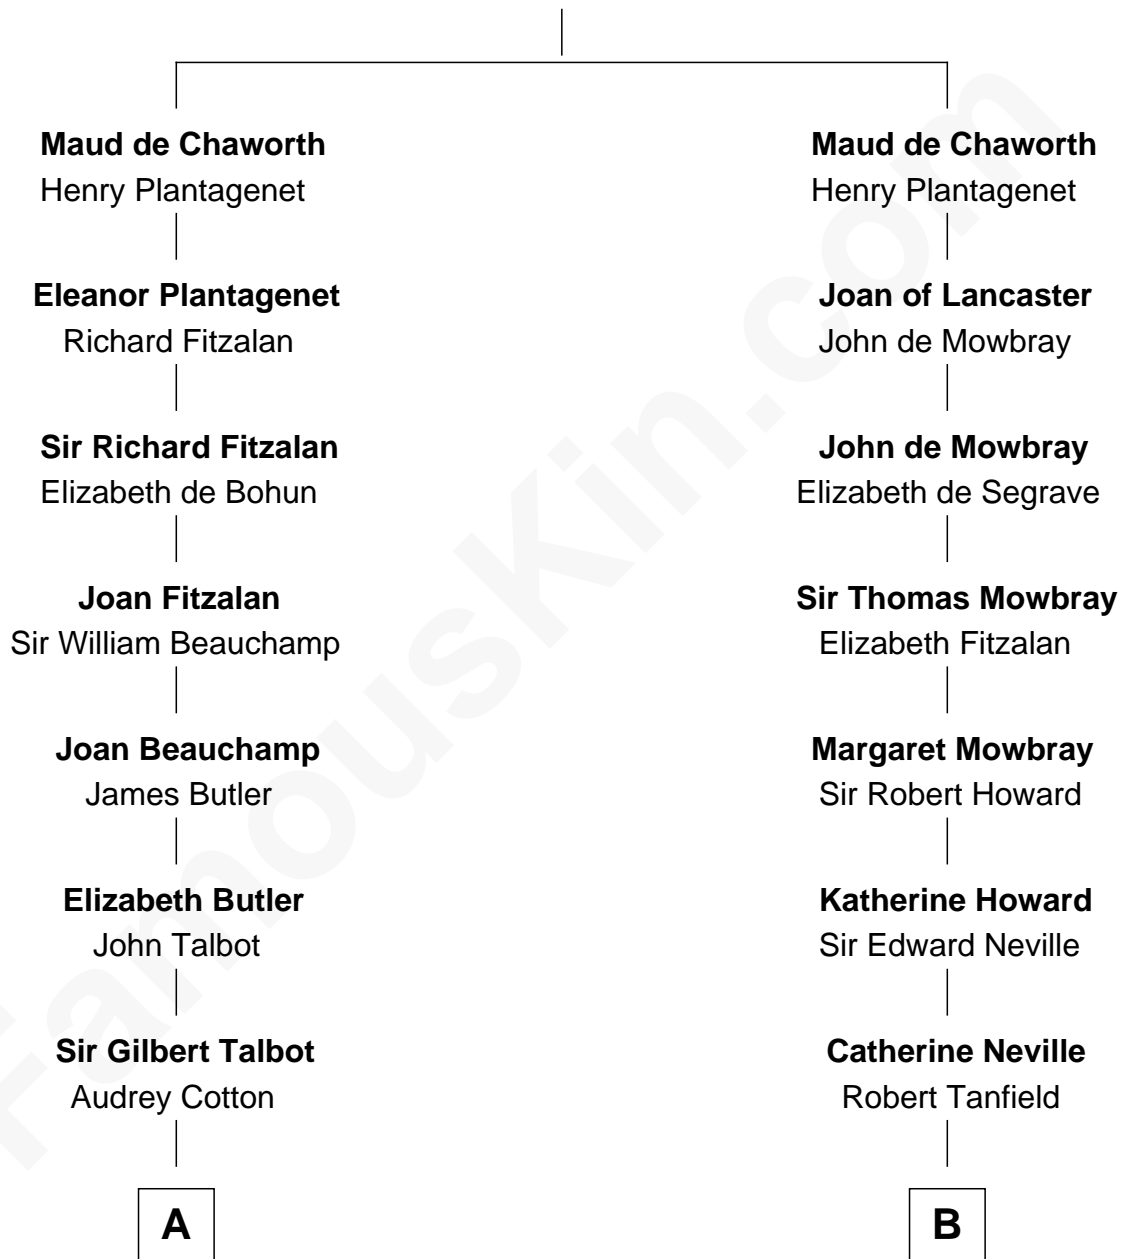 Maud de Chaworth
Henry Plantagenet
Maud de Chaworth
Henry Plantagenet
Eleanor Plantagenet
Richard Fitzalan
Joan of Lancaster
John de Mowbray
Sir Richard Fitzalan
Elizabeth de Bohun
John de Mowbray
Elizabeth de Segrave
Joan Fitzalan
Sir William Beauchamp
Sir Thomas Mowbray
Elizabeth Fitzalan
Joan Beauchamp
James Butler
Margaret Mowbray
Sir Robert Howard
Elizabeth Butler
John Talbot
Katherine Howard
Sir Edward Neville
Sir Gilbert Talbot
Audrey Cotton
Catherine Neville
Robert Tanfield
A
B
FamousKin.com